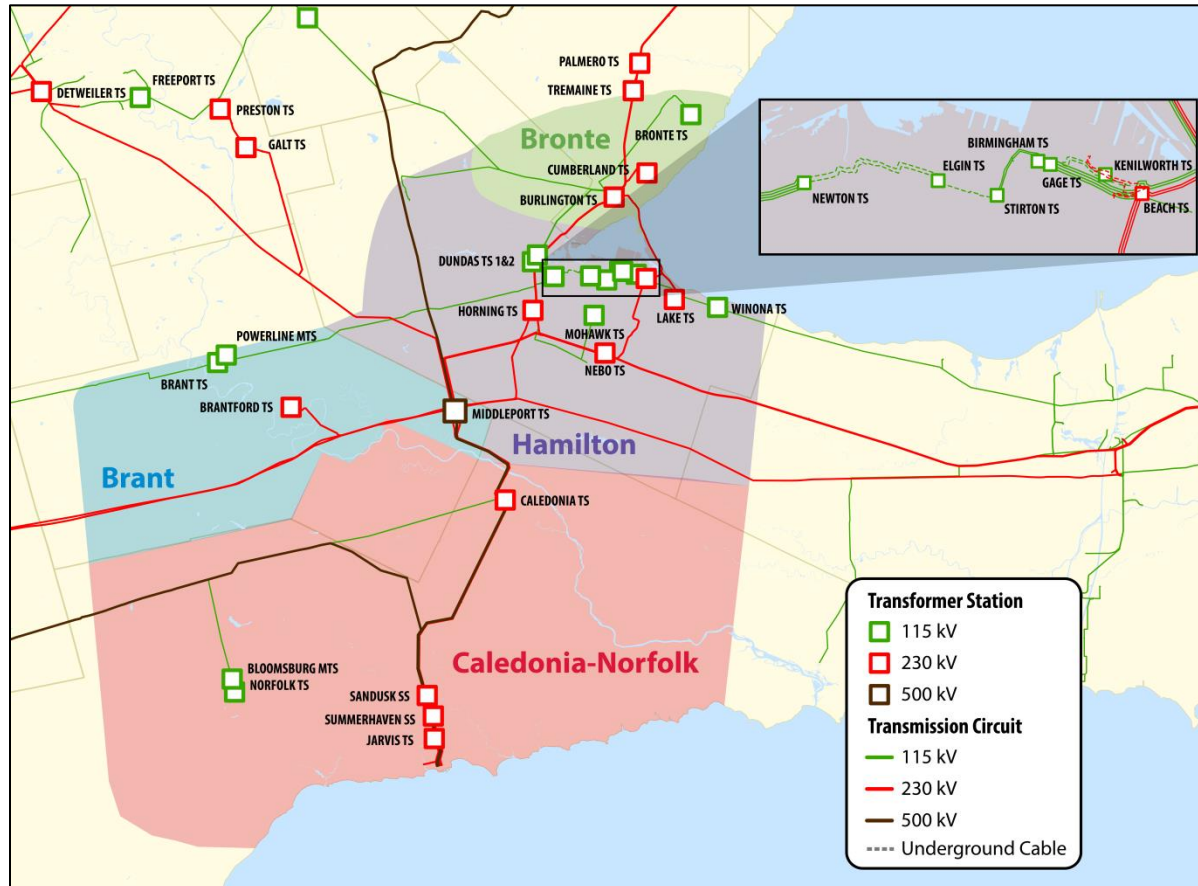 PALMERO TS
TREMAINE TS
DETWEILER TS
FREEPORT TS
PRESTON TS
GALT TS
Bronte
BRONTE TS
CUMBERLAND TS
BURLINGTON TS
BIRMINGHAM TS
ELGIN TS
KENILWORTH TS
GAGE TS
NEWTON TS
STIRTON TS
BEACH TS
DUNDAS TS 1&2
HORNING TS
LAKE TS
WINONA TS
MOHAWK TS
NEBO TS
POWERLINE MTS
BRANT TS
BRANTFORD TS
MIDDLEPORT TS
Hamilton
Brant
CALEDONIA TS
Caledonia-Norfolk
BLOOMSBURG MTS
NORFOLK TS
SANDUSK SS
SUMMERHAVEN SS
JARVIS TS
Transformer Station
115 kV
230 kV
500 kV
Transmission Circuit
115 kV
230 kV
500 kV
Underground Cable